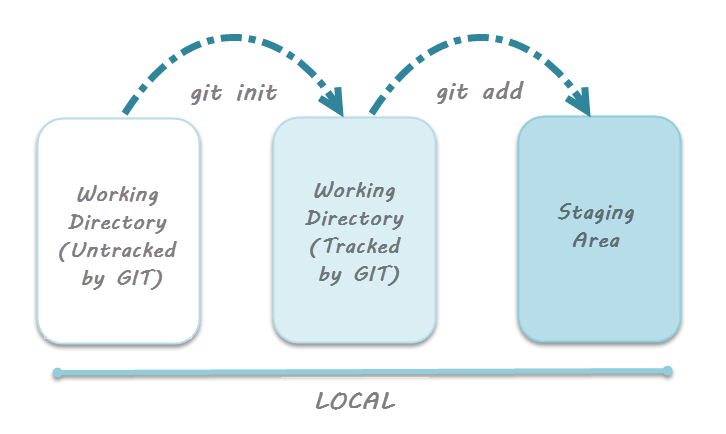 git init
git add
Working
Directory
(Untracked
by GIT)
Working
Directory
(Tracked
by GIT)
Staging
Area
LOCAL